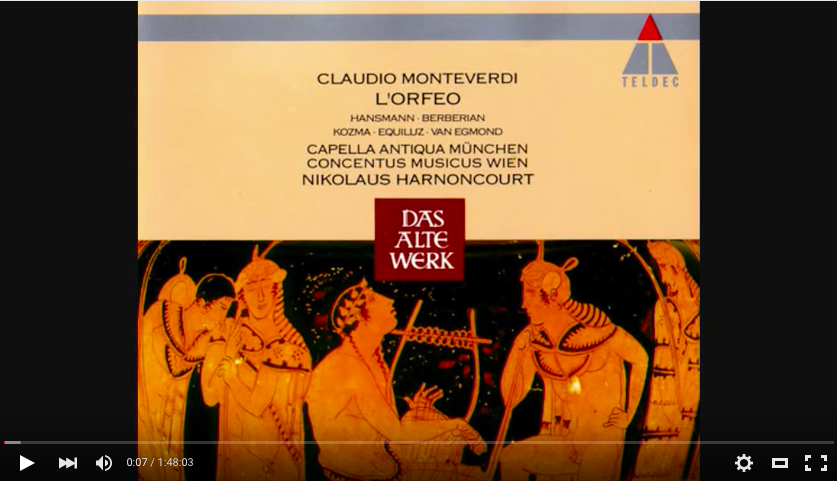 TELDEC
CLAUDIO MONTEVERDI
L'ORFEO
HANSMANN · BERBERIAN
KOZMA · EQUILUZ · VAN EGMOND
CAPELLA ANTIQUA MÜNCHEN
CONCENTUS MUSICUS WIEN
NIKOLAUS HARNONCOURT
DAS
ALTE
WERK
0:07 / 1:48:03